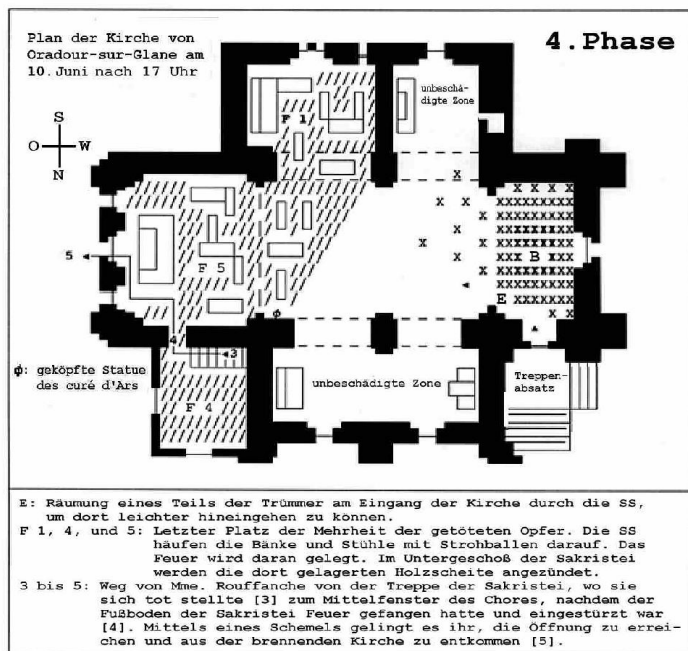 Plan der Kirche von
Oradour-sur-Glane am
10.Juni nach 17 Uhr
4.Phase
S
O W
N
unbeschä-
digte Zone
F 1
5
F 5
B
E
4
3
ϕ: geköpfte Statue
des curé d'Ars
F 4
unbeschädigte Zone
Treppen-
absatz
E: Räumung eines Teils der Trümmer am Eingang der Kirche durch die SS,
um dort leichter hineingehen zu können.
F 1, 4, und 5: Letzter Platz der Mehrheit der getöteten Opfer. Die SS
häufen die Bänke und Stühle mit Strohballen darauf. Das
Feuer wird daran gelegt. Im Untergeschoß der Sakristei
werden die dort gelagerten Holzscheite angezündet.
3 bis 5: Weg von Mme. Rouffanche von der Treppe der Sakristei, wo sie
sich tot stellte [3] zum Mittelfenster des Chores, nachdem der
Fußboden der Sakristei Feuer gefangen hatte und eingestürzt war
[4]. Mittels eines Schemels gelingt es ihr, die Öffnung zu errei-
chen und aus der brennenden Kirche zu entkommen [5].